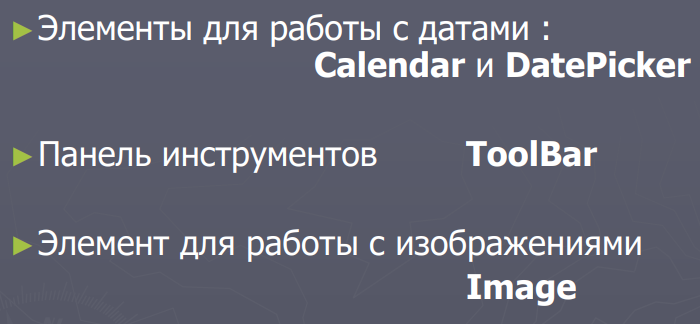 Элементы для работы с датами :
Calendar и DatePicker
Панель инструментов ToolBar
Элемент для работы с изображениями
Image